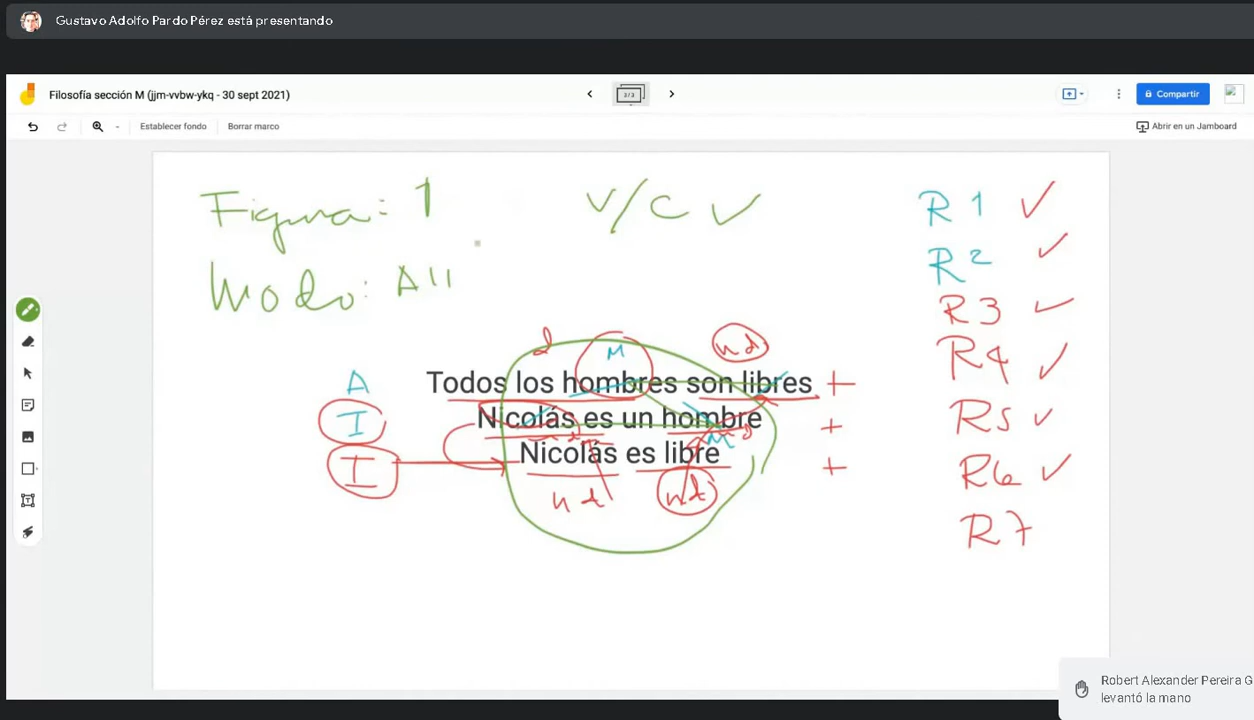 Gustavo Adolfo Pardo Pérez está presentando
Filosofía sección M (jjm-vvbw-ykq - 30 sept 2021)
3/3
Compartir
Establecer fondo
Borrar marco
Abrir en un Jamboard
Figura: 1
V/C ✓
R1 ✓
Modo: AII
R2 ✓
R3 ✓
d M nd
R4 ✓
A Todos los hombres son libres +
I Nicolás es un hombre +
M
R5 ✓
I Nicolás es libre +
R6 ✓
nd nd
R7
Robert Alexander Pereira G
levantó la mano